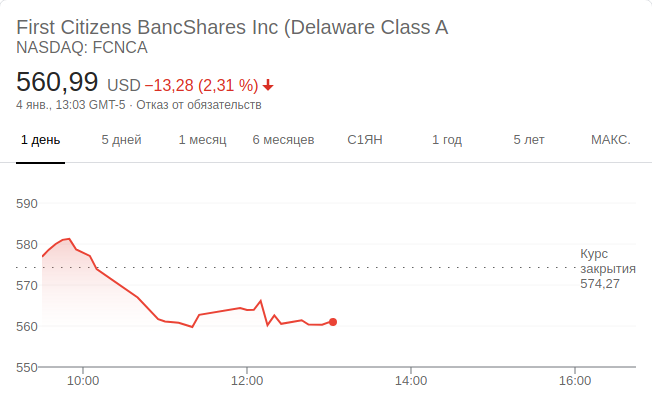 First Citizens BancShares Inc (Delaware Class A
NASDAQ: FCNCA
560,99 USD −13,28 (2,31 %)
4 янв., 13:03 GMT-5 · Отказ от обязательств
1 день 5 дней 1 месяц 6 месяцев С1ЯН 1 год 5 лет МАКС.
590
580
Курс
закрытия
574,27
570
560
550
10:00 12:00 14:00 16:00